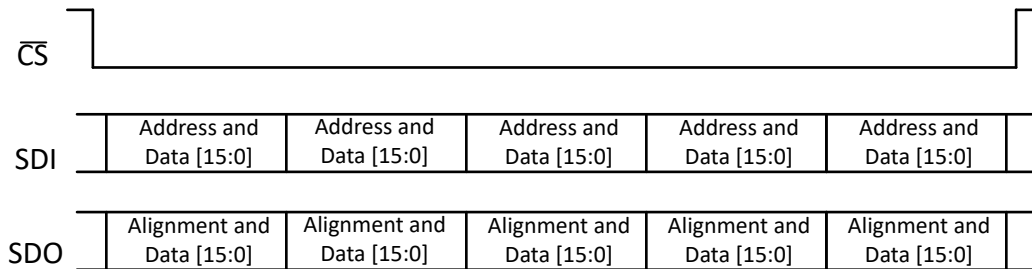 C̅S̅
Address and Address and Address and Address and Address and
SDI Data [15:0] Data [15:0] Data [15:0] Data [15:0] Data [15:0]
Alignment and Alignment and Alignment and Alignment and Alignment and
SDO Data [15:0] Data [15:0] Data [15:0] Data [15:0] Data [15:0]